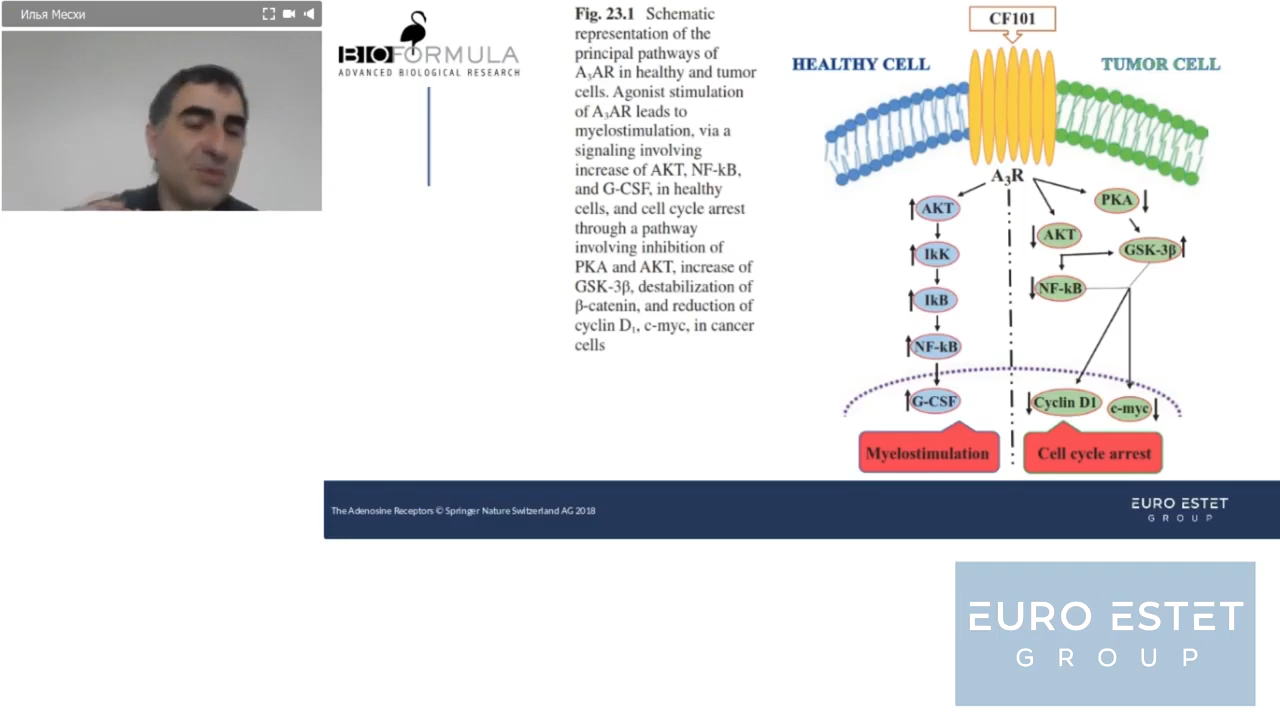 Илья Месхи
BIOFORMULA
ADVANCED BIOLOGICAL RESEARCH
Fig. 23.1 Schematic
representation of the
principal pathways of
A₃AR in healthy and tumor
cells. Agonist stimulation
of A₃AR leads to
myelostimulation, via a
signaling involving
increase of AKT, NF-kB,
and G-CSF, in healthy
cells, and cell cycle arrest
through a pathway
involving inhibition of
PKA and AKT, increase of
GSK-3β, destabilization of
β-catenin, and reduction of
cyclin D₁, c-myc, in cancer
cells
CF101
HEALTHY CELL
TUMOR CELL
A₃R
AKT
IkK
IkB
NF-kB
G-CSF
Myelostimulation
PKA
AKT
GSK-3β
NF-kB
Cyclin D1
c-myc
Cell cycle arrest
The Adenosine Receptors © Springer Nature Switzerland AG 2018
EURO ESTET
GROUP
EURO ESTET
GROUP